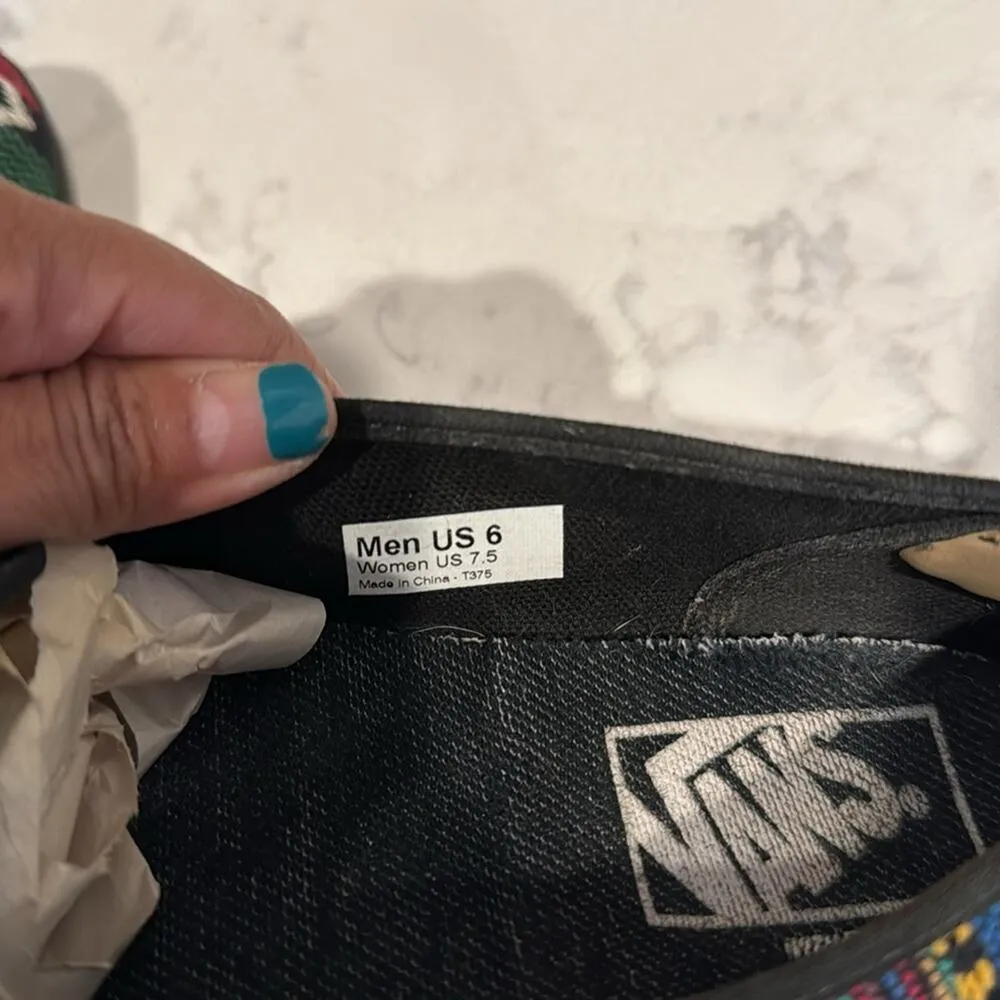 Men US 6
Women US 7.5
Made in China · T375
VANS